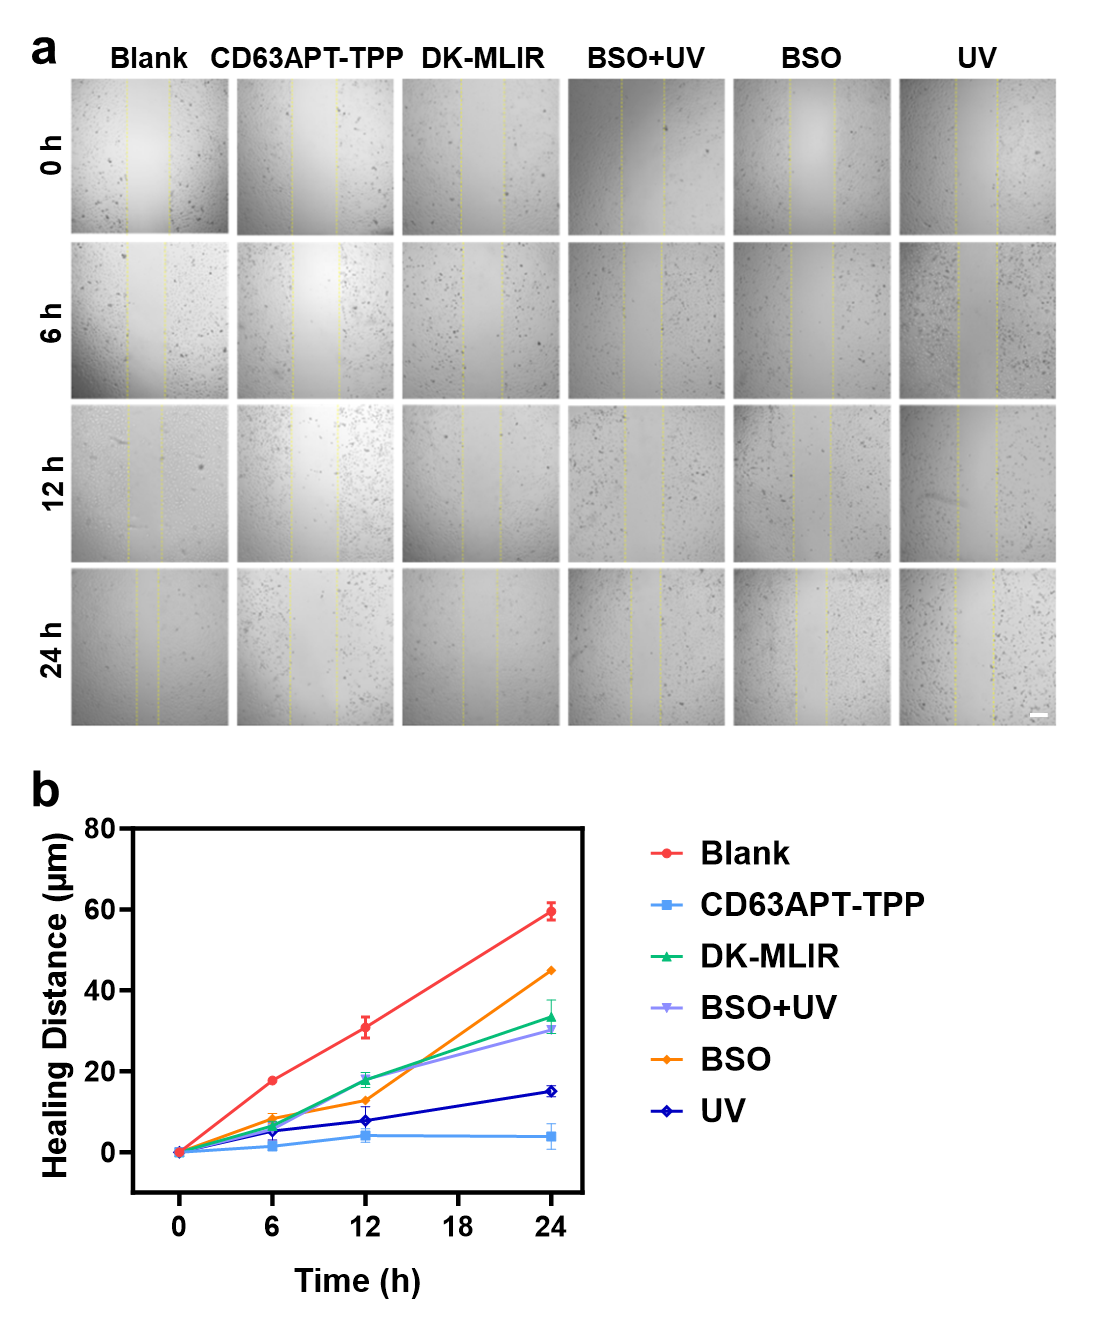 a
Blank CD63APT-TPP DK-MLIR BSO+UV BSO UV
0 h
6 h
12 h
24 h
b
Healing Distance (μm)
80
60
40
20
0
0 6 12 18 24
Time (h)
Blank
CD63APT-TPP
DK-MLIR
BSO+UV
BSO
UV